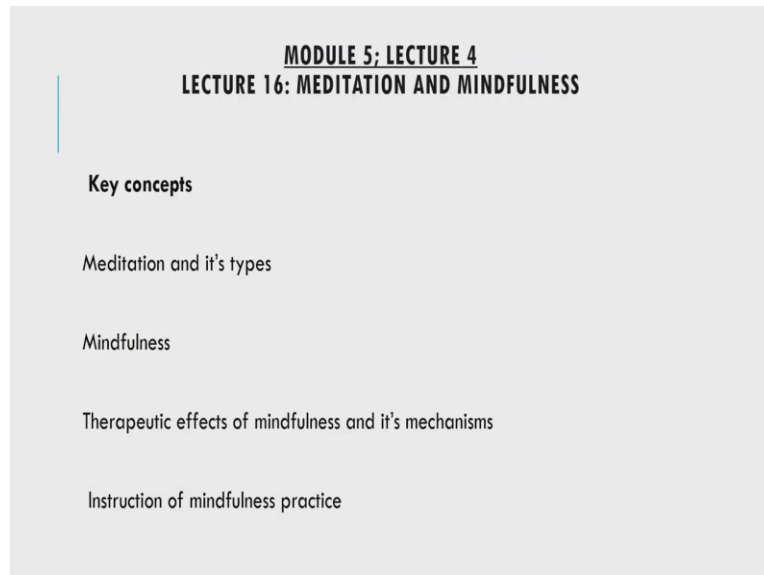 MODULE 5; LECTURE 4
LECTURE 16: MEDITATION AND MINDFULNESS
Key concepts
Meditation and it's types
Mindfulness
Therapeutic effects of mindfulness and it's mechanisms
Instruction of mindfulness practice